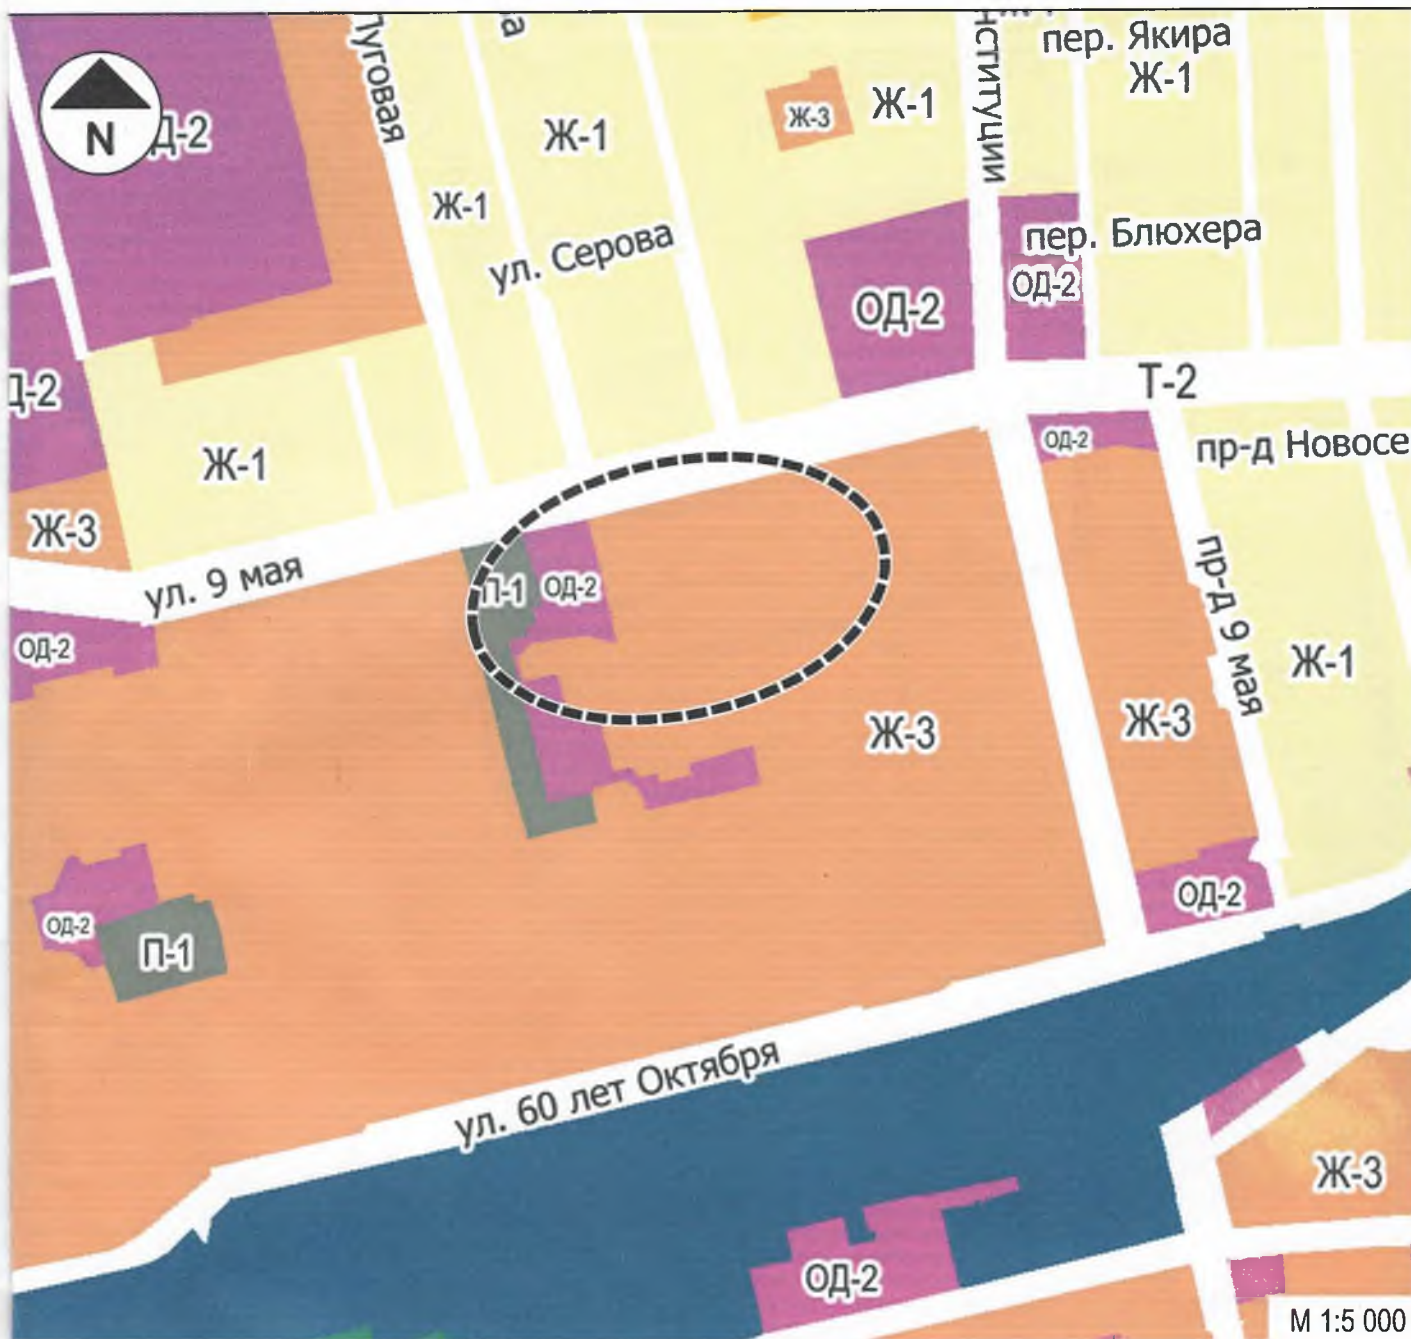 N
Д-2
Луговая
Ж-1
Ж-3
Ж-1
нституции
пер. Якира
Ж-1
Ж-1
ул. Серова
ОД-2
пер. Блюхера
ОД-2
Д-2
Т-2
Ж-1
ОД-2
пр-д Новосе
Ж-3
ул. 9 мая
П-1
ОД-2
пр-д 9 мая
ОД-2
Ж-1
Ж-3
Ж-3
ОД-2
П-1
ОД-2
ул. 60 лет Октября
Ж-3
ОД-2
М 1:5 000